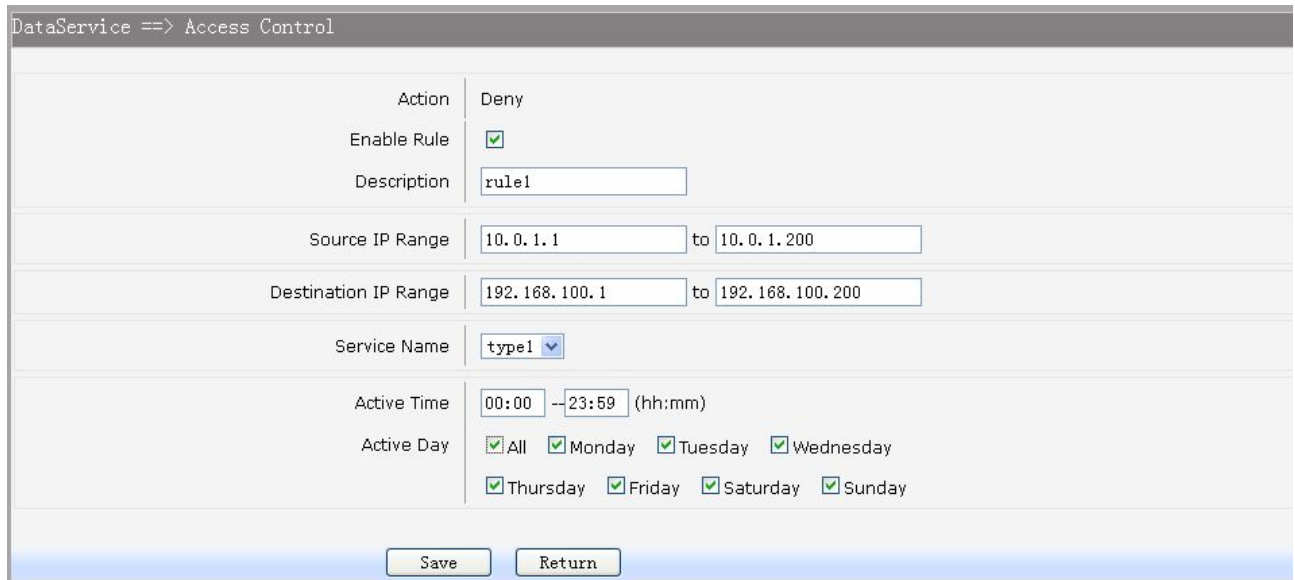 DataService ==> Access Control
Action Deny
Enable Rule
Description rule1
Source IP Range 10.0.1.1 to 10.0.1.200
Destination IP Range 192.168.100.1 to 192.168.100.200
Service Name type1
Active Time 00:00 --23:59 (hh:mm)
Active Day All Monday Tuesday Wednesday
Thursday Friday Saturday Sunday
Save Return